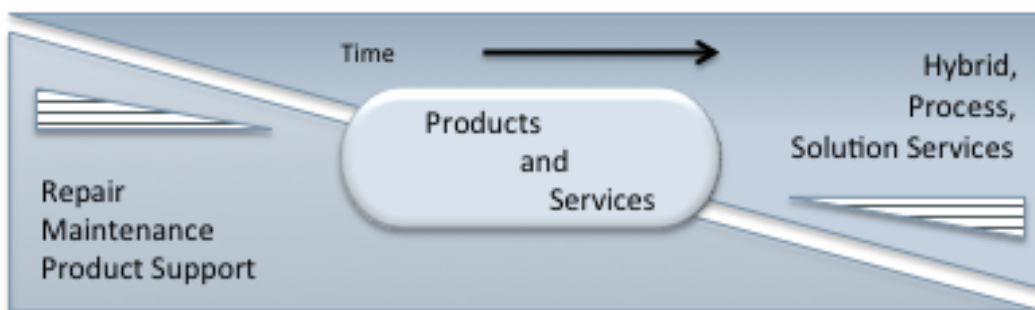 Time
Hybrid,
Process,
Solution Services
Products
and
Services
Repair
Maintenance
Product Support